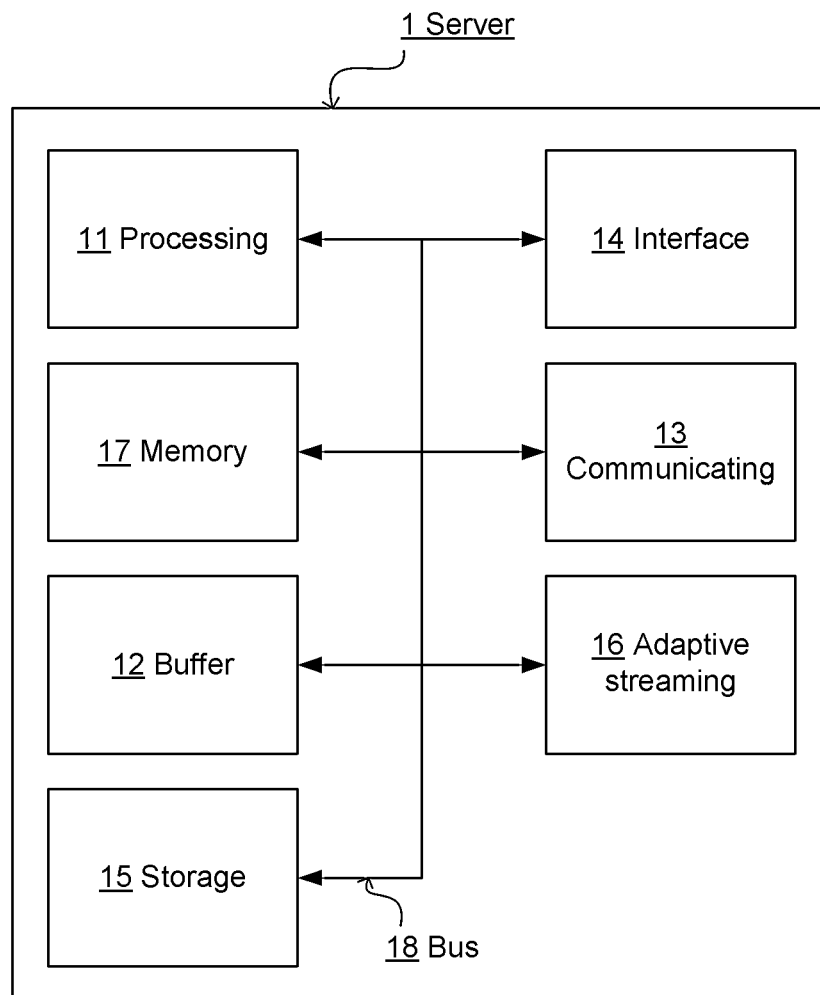 1 Server
11 Processing
14 Interface
17 Memory
13
Communicating
12 Buffer
16 Adaptive
streaming
15 Storage
18 Bus